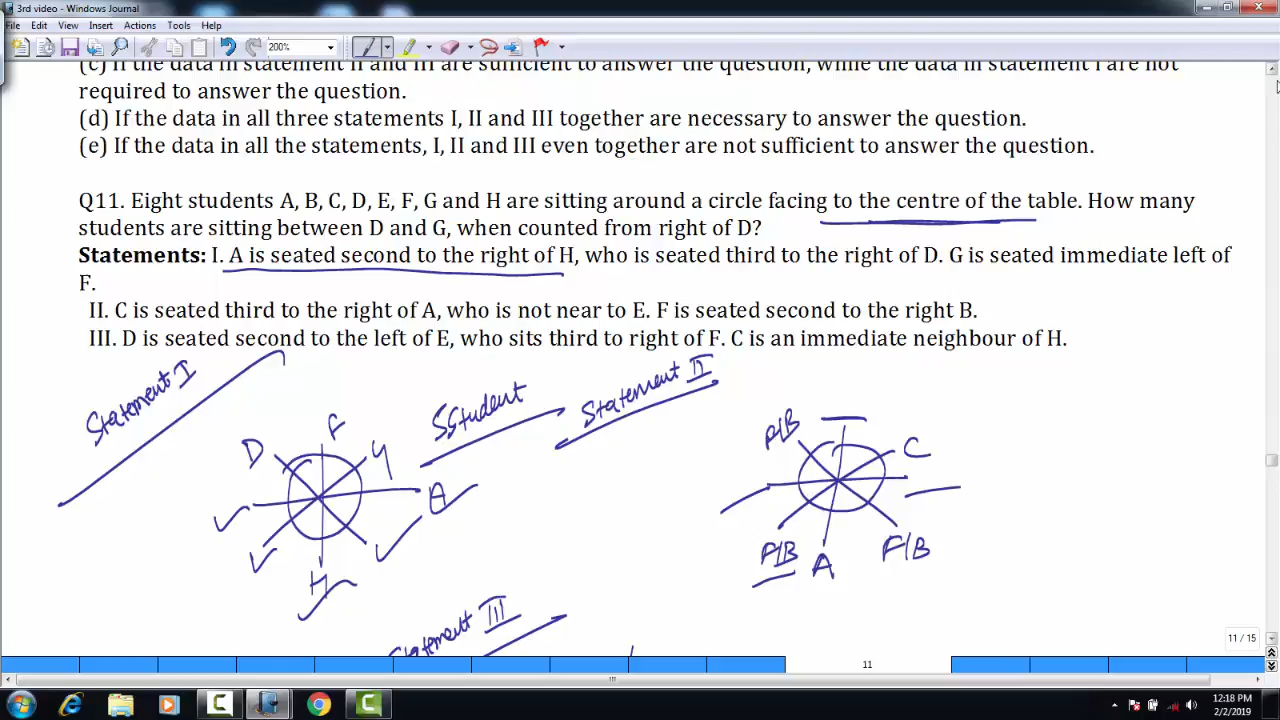 3rd video - Windows Journal
File Edit View Insert Actions Tools Help
200%
(c) If the data in statement II and III are sufficient to answer the question, while the data in statement I are not
required to answer the question.
(d) If the data in all three statements I, II and III together are necessary to answer the question.
(e) If the data in all the statements, I, II and III even together are not sufficient to answer the question.
Q11. Eight students A, B, C, D, E, F, G and H are sitting around a circle facing to the centre of the table. How many
students are sitting between D and G, when counted from right of D?
Statements: I. A is seated second to the right of H, who is seated third to the right of D. G is seated immediate left of
F.
II. C is seated third to the right of A, who is not near to E. F is seated second to the right B.
III. D is seated second to the left of E, who sits third to right of F. C is an immediate neighbour of H.
Statement I
5 Student
Statement II
D F G
A
H
F/B
C
F/B A F/B
Statement III
11 / 15
11
12:18 PM
2/2/2019